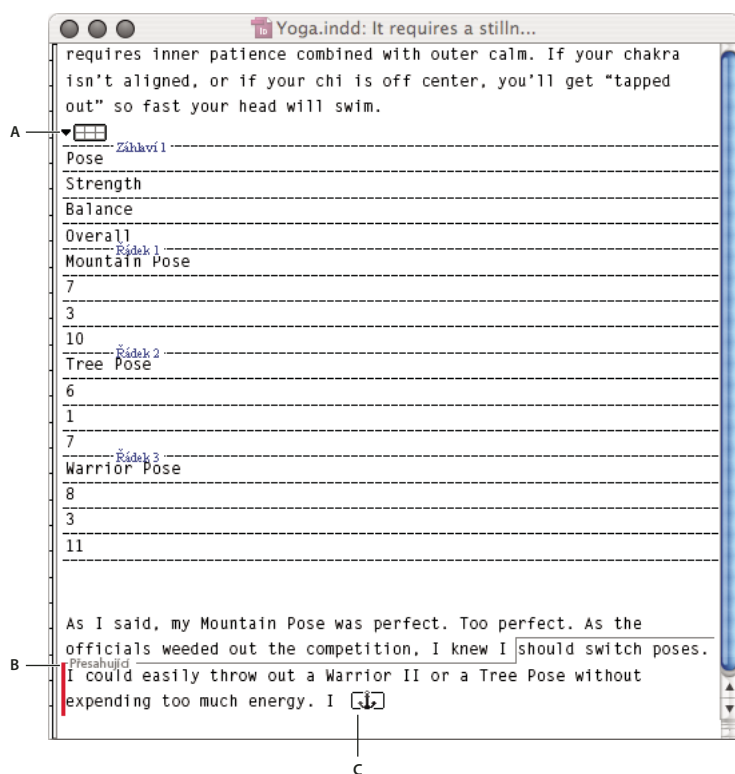 Yoga.indd: It requires a stilln...
requires inner patience combined with outer calm. If your chakra
isn't aligned, or if your chi is off center, you'll get “tapped
out” so fast your head will swim.
A
Záhlaví 1
Pose
Strength
Balance
Overall
Řádek 1
Mountain Pose
7
3
10
Řádek 2
Tree Pose
6
1
7
Řádek 3
Warrior Pose
8
3
11
As I said, my Mountain Pose was perfect. Too perfect. As the
officials weeded out the competition, I knew I should switch poses.
B
Přesahující
I could easily throw out a Warrior II or a Tree Pose without
expending too much energy. I
C